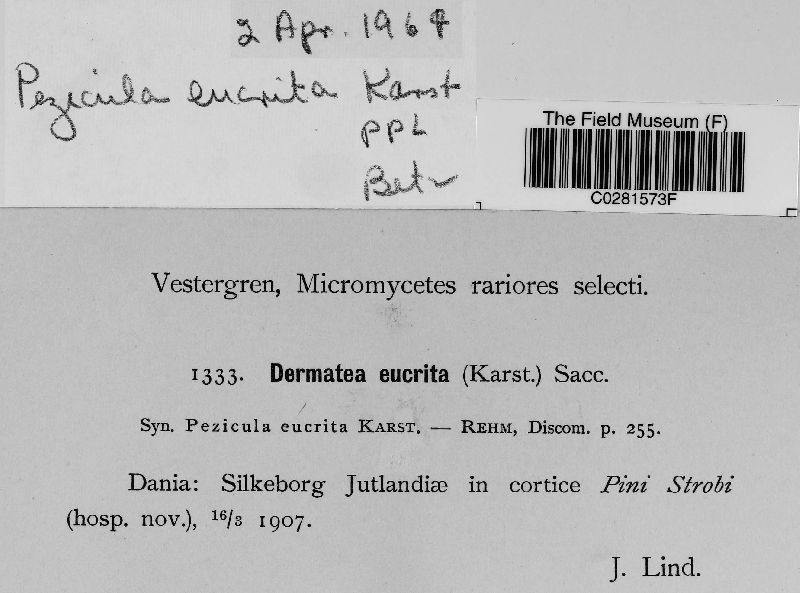 2 Apr. 1969
Pezicula eucrita Karst
PPL
The Field Museum (F)
C0281573F
Vestergren, Micromycetes rariores selecti.
1333. Dermatea eucrita (Karst.) Sacc.
Syn. Pezicula eucrita KARST. — REHM, Discom. p. 255.
Dania: Silkeborg Jutlandiæ in cortice Pini Strobi
(hosp. nov.), 16/3 1907.
J. Lind.